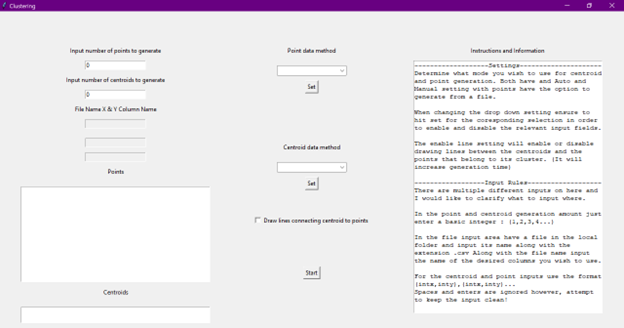 Clustering
Input number of points to generate
0
Input number of centroids to generate
0
File Name X & Y Column Name
Points
Centroids
Point data method
Set
Centroid data method
Set
Draw lines connecting centroid to points
Start
Instructions and Information
-------------------Settings---------------------
Determine what mode you wish to use for centroid
and point generation. Both have and Auto and
Manual setting with points have the option to
generate from a file.
When changing the drop down setting ensure to
hit set for the coresponding selection in order
to enable and disable the relevant input fields.
The enable line setting will enable or disable
drawing lines between the centroids and the
points that belong to its cluster. (It will
increase generation time)
------------------Input Rules-------------------
There are multiple different inputs on here and
I would like to clarify what to input where.
In the point and centroid generation amount just
enter a basic integer : (1,2,3,4...)
In the file input area have a file in the local
folder and input its name along with the
extension .csv Along with the file name input
the name of the desired columns you wish to use.
For the centroid and point inputs use the format
(intx,inty),(intx,inty)...
Spaces and enters are ignored however, attempt
to keep the input clean!